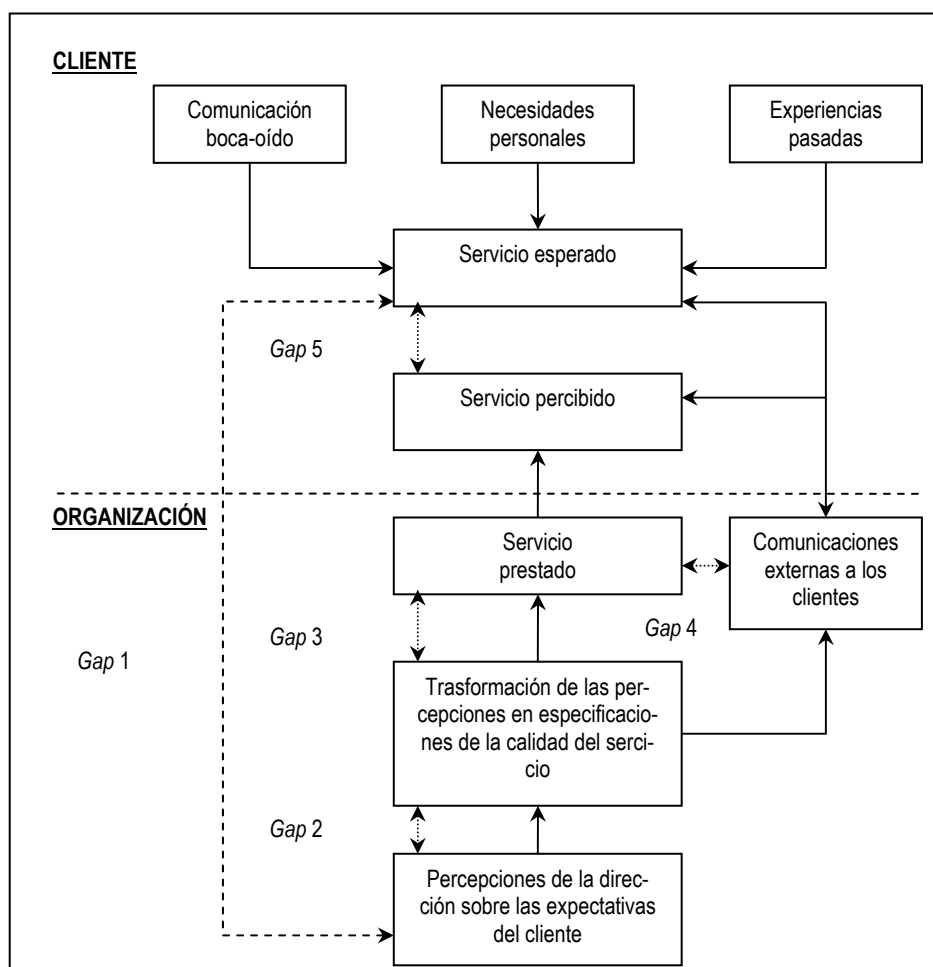 CLIENTE
Comunicación
boca-oído
Necesidades
personales
Experiencias
pasadas
Servicio esperado
Gap 5
Servicio percibido
ORGANIZACIÓN
Servicio
prestado
Comunicaciones
externas a los
clientes
Gap 3
Gap 4
Gap 1
Trasformación de las per-
cepciones en especificacio-
nes de la calidad del serci-
cio
Gap 2
Percepciones de la direc-
ción sobre las expectativas
del cliente